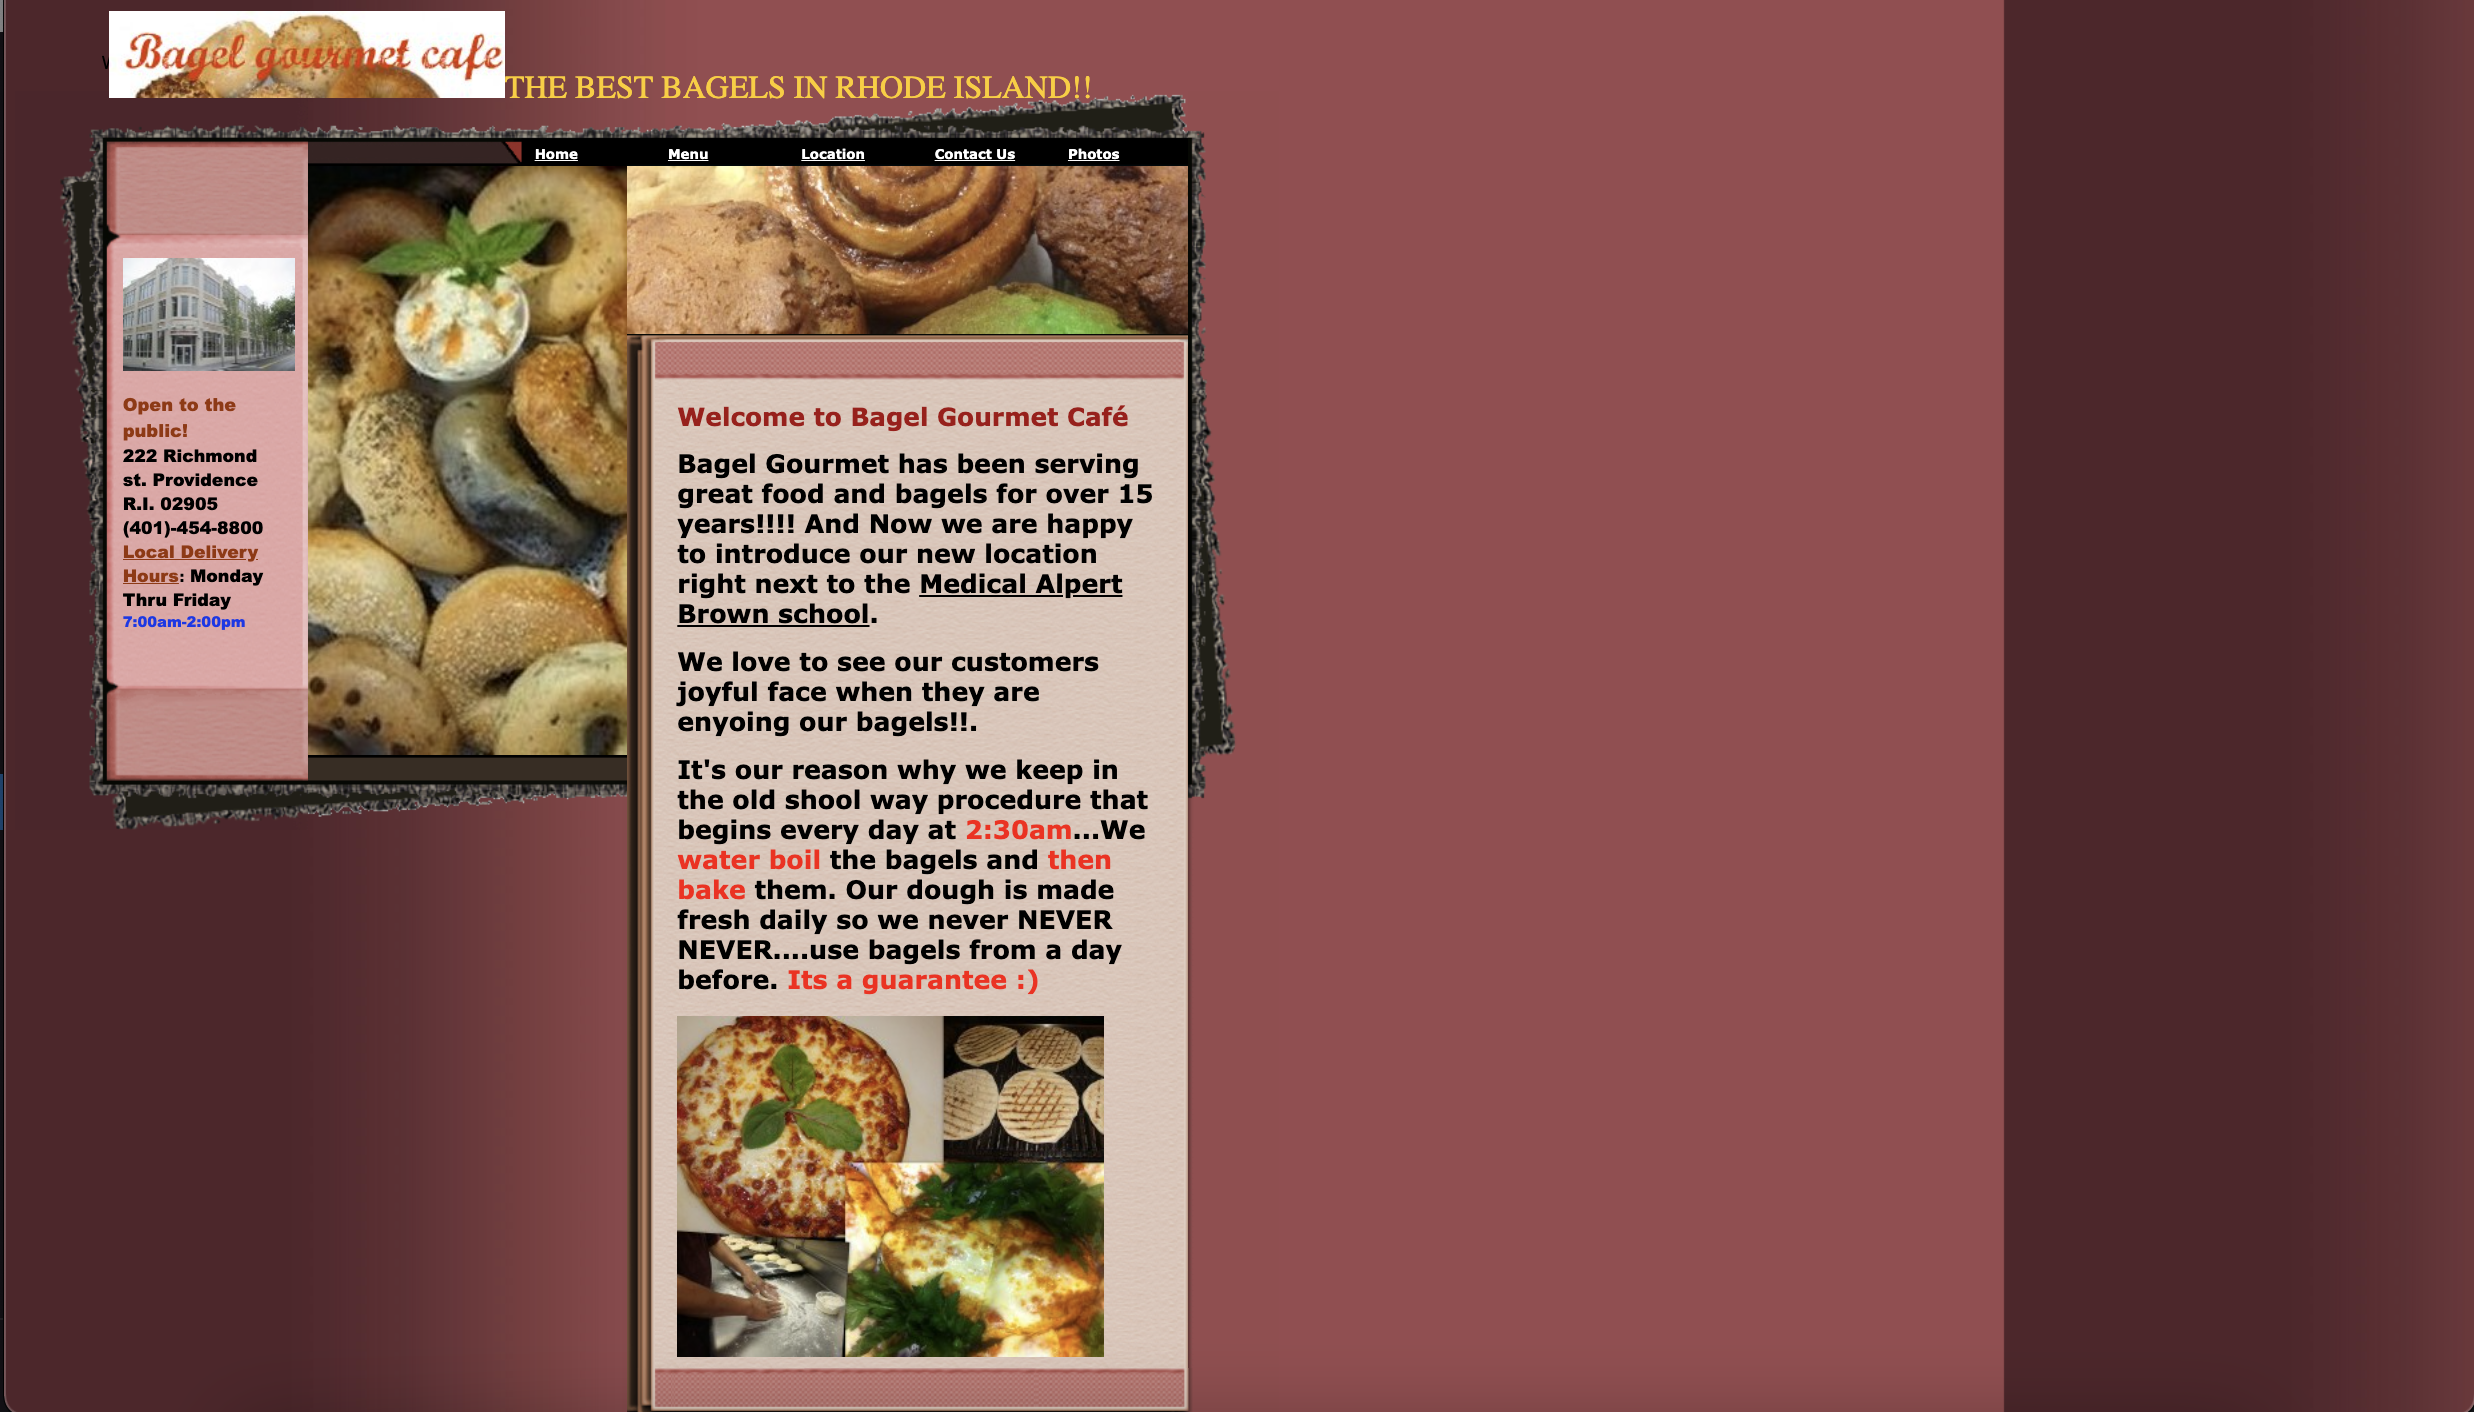 Bagel gourmet cafe
THE BEST BAGELS IN RHODE ISLAND!!
Home Menu Location Contact Us Photos
Open to the
public!
222 Richmond
st. Providence
R.I. 02905
(401)-454-8800
Local Delivery
Hours: Monday
Thru Friday
7:00am-2:00pm
Welcome to Bagel Gourmet Café
Bagel Gourmet has been serving
great food and bagels for over 15
years!!!! And Now we are happy
to introduce our new location
right next to the Medical Alpert
Brown school.
We love to see our customers
joyful face when they are
enyoing our bagels!!.
It's our reason why we keep in
the old shool way procedure that
begins every day at 2:30am...We
water boil the bagels and then
bake them. Our dough is made
fresh daily so we never NEVER
NEVER....use bagels from a day
before. Its a guarantee :)